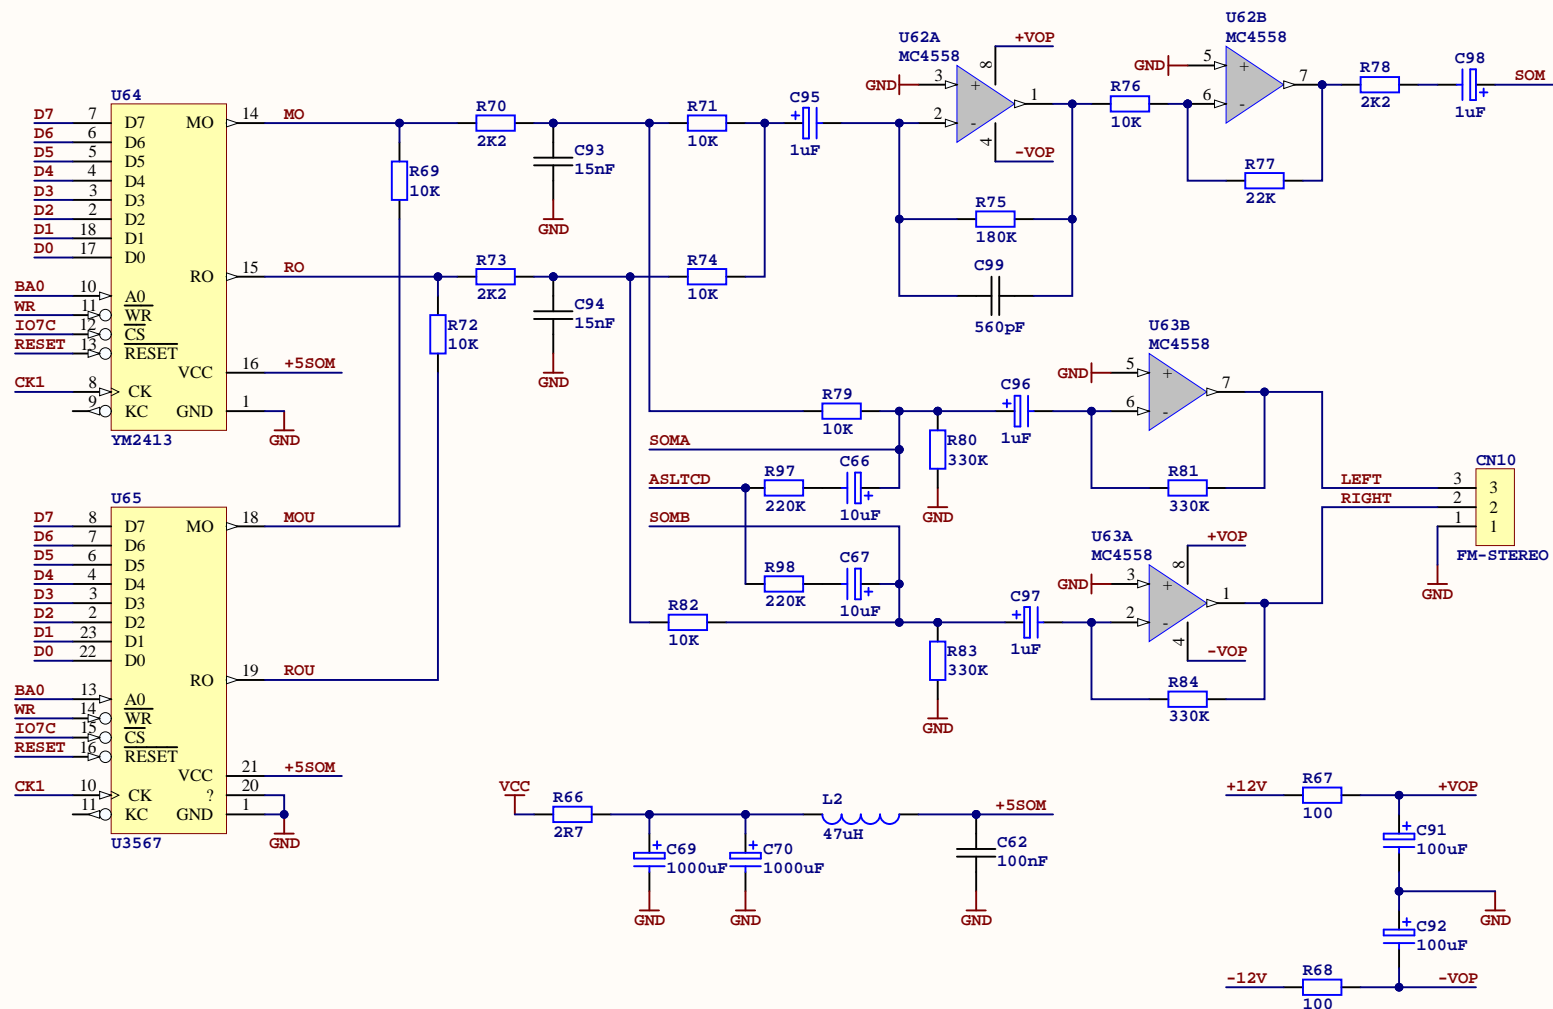 U64
D7 7 D7 MO 14 MO
D6 6 D6
D5 5 D5
D4 4 D4
D3 3 D3
D2 2 D2
D1 18 D1
D0 17 D0
RO 15 RO
BA0 10 A0
WR 11 WR
IO7C 12 CS
RESET 13 RESET
VCC 16 +5SOM
CK1 8 CK
9 KC GND 1
GND
YM2413
U65
D7 8 D7 MO 18 MOU
D6 7 D6
D5 6 D5
D4 4 D4
D3 3 D3
D2 2 D2
D1 23 D1
D0 22 D0
RO 19 ROU
BA0 13 A0
WR 14 WR
IO7C 15 CS
RESET 16 RESET
VCC 21 +5SOM
CK1 10 CK ? 20
11 KC GND 1
GND
U3567
R69
10K
R72
10K
R70
2K2
C93
15nF
GND
R73
2K2
C94
15nF
GND
R71
10K
R74
10K
C95
+
1uF
U62A
MC4558
+VOP
8
GND 3 +
1
2 -
4
-VOP
R75
180K
C99
560pF
R76
10K
U62B
MC4558
GND 5 +
7
6 -
R77
22K
R78
2K2
C98
+
1uF
SOM
R79
10K
SOMA
ASLTCD
R97
220K
C66
+
10uF
SOMB
R98
220K
C67
+
10uF
R82
10K
R80
330K
GND
C96
+
1uF
U63B
MC4558
GND 5 +
7
6 -
R81
330K
R83
330K
GND
C97
+
1uF
U63A
MC4558
+VOP
8
GND 3 +
1
2 -
4
-VOP
R84
330K
CN10
LEFT 3 3
RIGHT 2 2
1 1
FM-STEREO
GND
VCC
R66
2R7
+
C69
1000uF
GND
+
C70
1000uF
GND
L2
47uH
+5SOM
C62
100nF
GND
+12V R67 +VOP
100
+
C91
100uF
GND
+
C92
100uF
-12V R68 -VOP
100